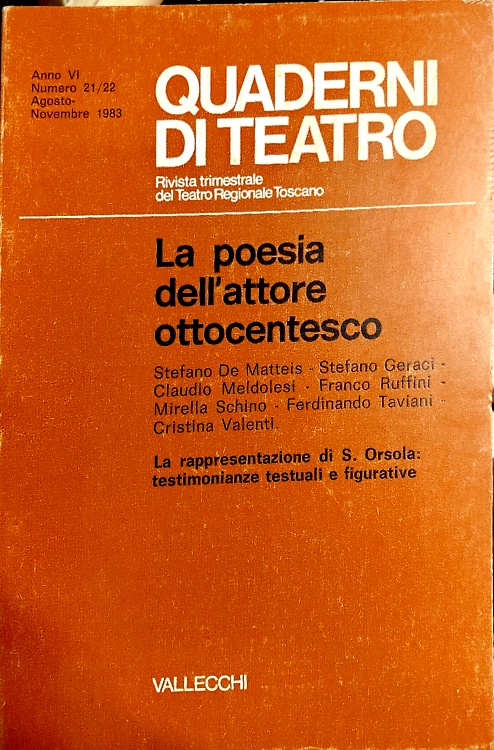 Anno VI
Numero 21/22
Agosto-
Novembre 1983
QUADERNI
DI TEATRO
Rivista trimestrale
del Teatro Regionale Toscano
La poesia
dell'attore
ottocentesco
Stefano De Matteis - Stefano Geraci -
Claudio Meldolesi - Franco Ruffini -
Mirella Schino - Ferdinando Taviani -
Cristina Valenti.
La rappresentazione di S. Orsola:
testimonianze testuali e figurative
VALLECCHI